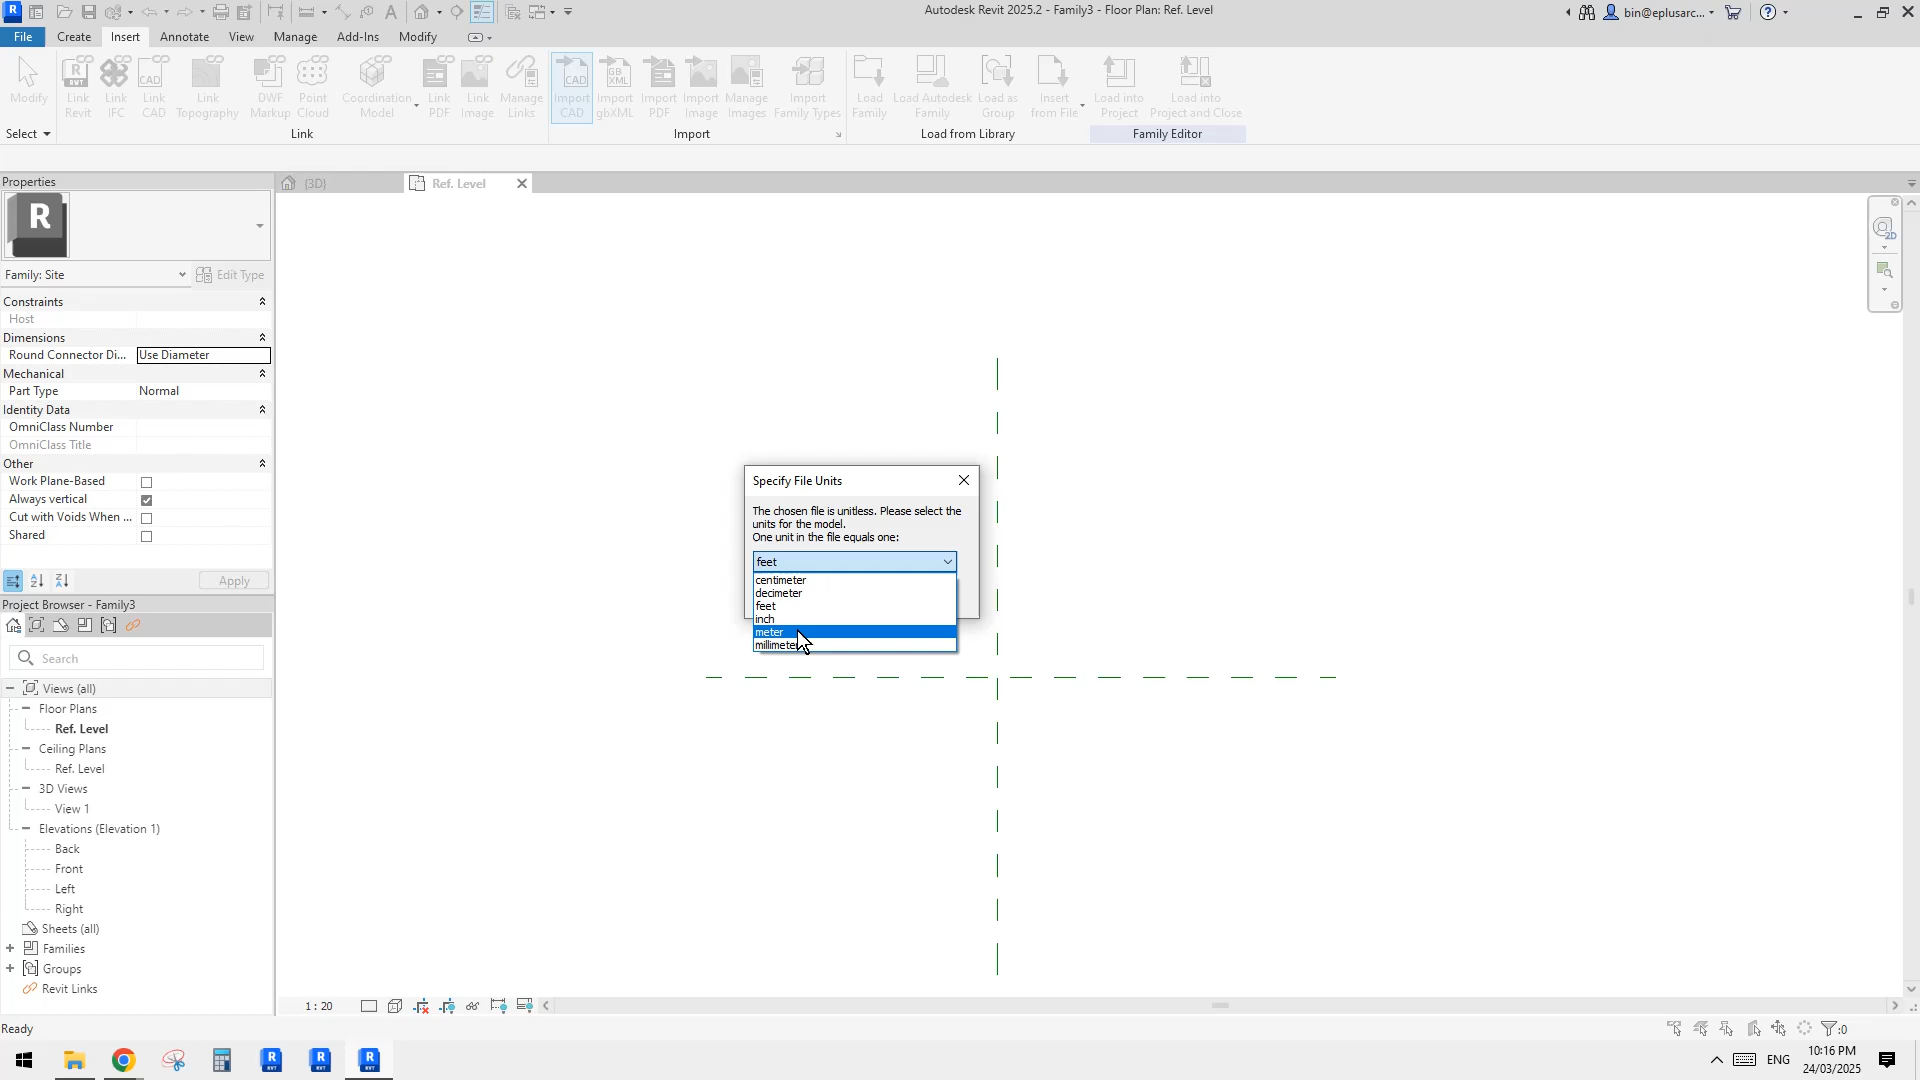 Autodesk Revit 2025.2 - Family3 - Floor Plan: Ref. Level
bin@eplusarc...
File
Create
Insert
Annotate
View
Manage
Add-Ins
Modify
Modify
Link
Revit
Link
IFC
Link
CAD
Link
Topography
DWF
Markup
Point
Cloud
Coordination
Model
Link
PDF
Link
Image
Manage
Links
Import
CAD
Import
gbXML
Import
PDF
Import
Image
Manage
Images
Import
Family Types
Load
Family
Load Autodesk
Family
Load as
Group
Insert
from File
Load into
Project
Load into
Project and Close
Select
Link
Import
Load from Library
Family Editor
Properties
{3D}
Ref. Level
R
Family: Site
Edit Type
Constraints
Host
Dimensions
Round Connector Di...
Use Diameter
Mechanical
Part Type
Normal
Identity Data
OmniClass Number
OmniClass Title
Other
Work Plane-Based
Always vertical
Cut with Voids When ...
Shared
Apply
Specify File Units
The chosen file is unitless. Please select the
units for the model.
One unit in the file equals one:
feet
centimeter
decimeter
feet
inch
meter
millimeter
Project Browser - Family3
Search
Views (all)
Floor Plans
Ref. Level
Ceiling Plans
Ref. Level
3D Views
View 1
Elevations (Elevation 1)
Back
Front
Left
Right
Sheets (all)
Families
Groups
Revit Links
1 : 20
Ready
:0
ENG
10:16 PM
24/03/2025